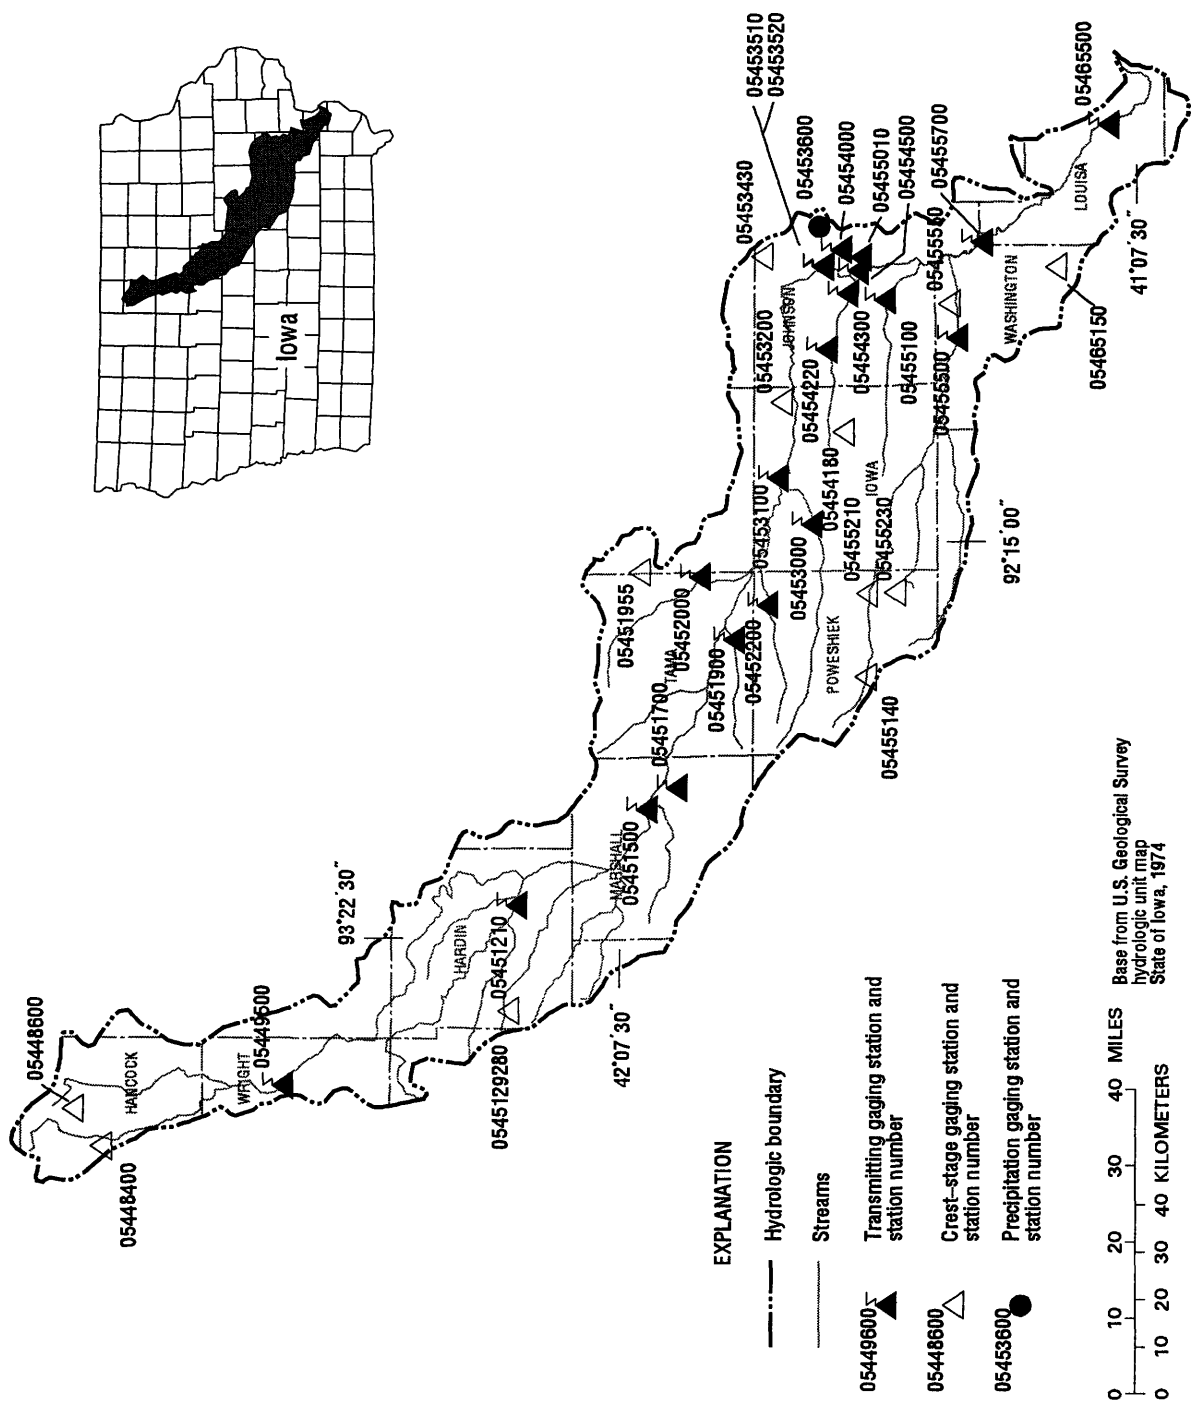 Iowa
05448600
05448400
HANCOCK
WRIGHT
05449500
93°22'30"
HARDIN
05451210
0545129280
42°07'30"
MARSHALL
05451500
05451700
TAMA
05451955
05452000
05451900
05452200
POWESHIEK
05453000
05453100
05455140
05455210
05455230
IOWA
05454180
05454220
05453200
JOHNSON
05453430
05453510
05453520
05453600
05454000
05455010
05454500
05455700
05454300
05455100
05455500
05455550
92°15'00"
WASHINGTON
05465150
LOUISA
05465500
41°07'30"
EXPLANATION
Hydrologic boundary
Streams
05449600
Transmitting gaging station and
station number
05448600
Crest-stage gaging station and
station number
05453600
Precipitation gaging station and
station number
0 10 20 30 40 MILES
0 10 20 30 40 KILOMETERS
Base from U.S. Geological Survey
hydrologic unit map
State of Iowa, 1974